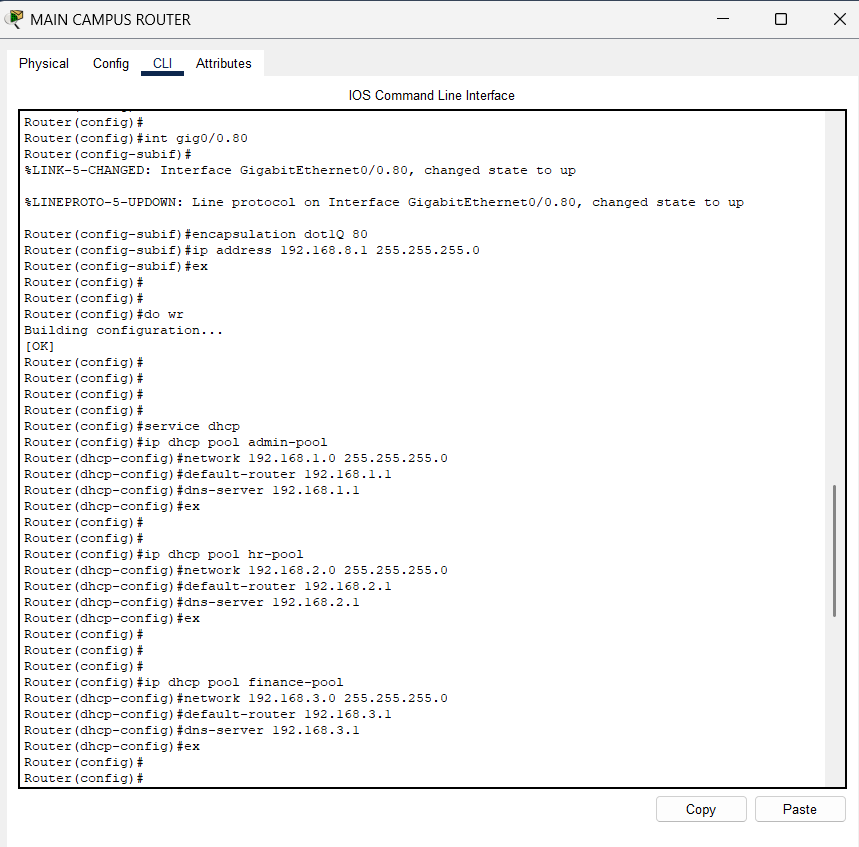 MAIN CAMPUS ROUTER
Physical Config CLI Attributes
IOS Command Line Interface
Router(config)#
Router(config)#int gig0/0.80
Router(config-subif)#
%LINK-5-CHANGED: Interface GigabitEthernet0/0.80, changed state to up
%LINEPROTO-5-UPDOWN: Line protocol on Interface GigabitEthernet0/0.80, changed state to up
Router(config-subif)#encapsulation dot1Q 80
Router(config-subif)#ip address 192.168.8.1 255.255.255.0
Router(config-subif)#ex
Router(config)#
Router(config)#
Router(config)#do wr
Building configuration...
[OK]
Router(config)#
Router(config)#
Router(config)#
Router(config)#
Router(config)#service dhcp
Router(config)#ip dhcp pool admin-pool
Router(dhcp-config)#network 192.168.1.0 255.255.255.0
Router(dhcp-config)#default-router 192.168.1.1
Router(dhcp-config)#dns-server 192.168.1.1
Router(dhcp-config)#ex
Router(config)#
Router(config)#
Router(config)#ip dhcp pool hr-pool
Router(dhcp-config)#network 192.168.2.0 255.255.255.0
Router(dhcp-config)#default-router 192.168.2.1
Router(dhcp-config)#dns-server 192.168.2.1
Router(dhcp-config)#ex
Router(config)#
Router(config)#
Router(config)#
Router(config)#ip dhcp pool finance-pool
Router(dhcp-config)#network 192.168.3.0 255.255.255.0
Router(dhcp-config)#default-router 192.168.3.1
Router(dhcp-config)#dns-server 192.168.3.1
Router(dhcp-config)#ex
Router(config)#
Router(config)#
Copy Paste